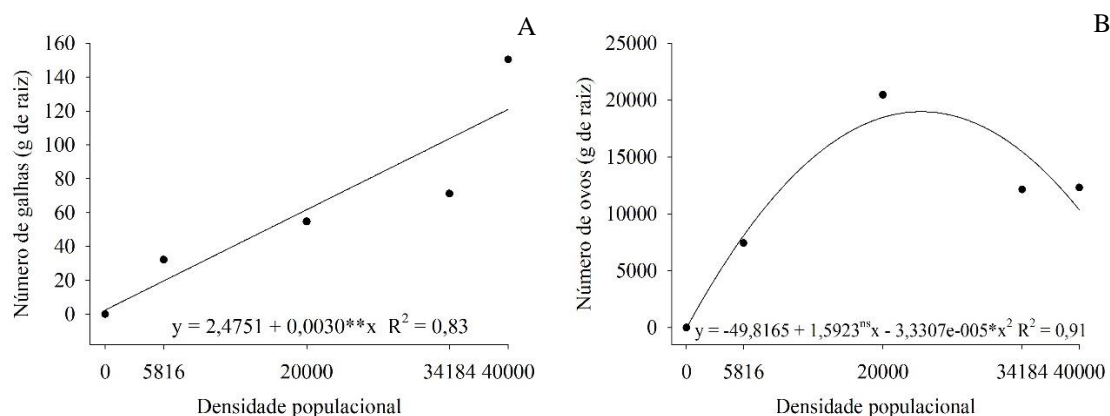 A
Número de galhas (g de raiz)
160
140
120
100
80
60
40
20
0
y = 2,4751 + 0,0030**x R² = 0,83
0 5816 20000 34184 40000
Densidade populacional
B
Número de ovos (g de raiz)
25000
20000
15000
10000
5000
0
y = -49,8165 + 1,5923ⁿˢx - 3,3307e-005*x² R² = 0,91
0 5816 20000 34184 40000
Densidade populacional